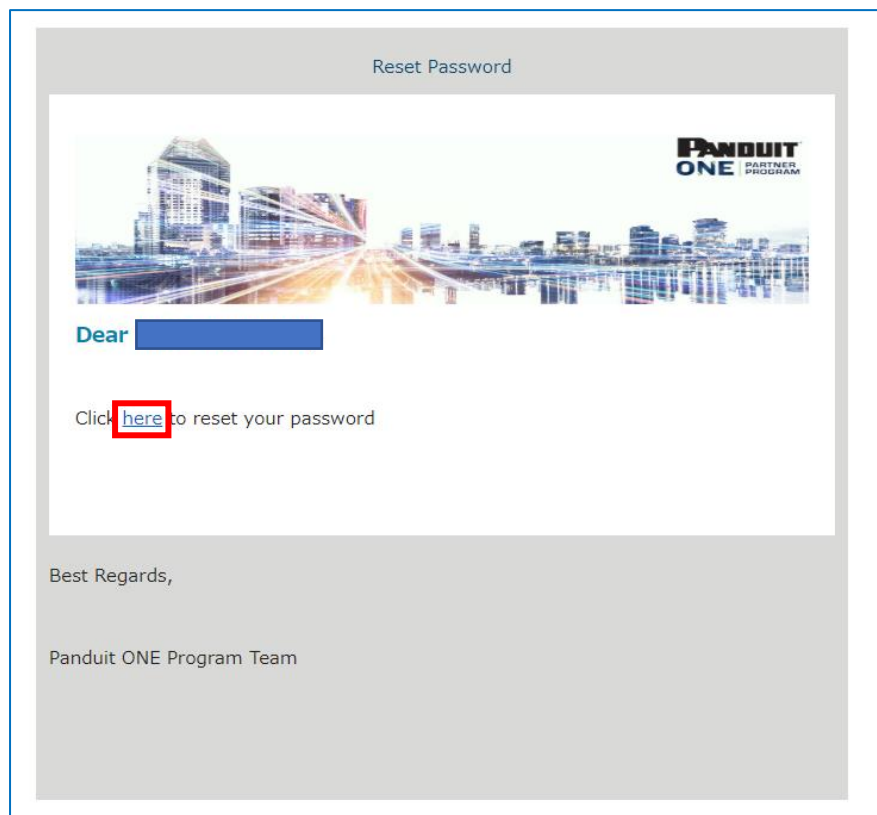 Reset Password
PANDUIT
ONE PARTNER PROGRAM
Dear
Click here to reset your password
Best Regards,
Panduit ONE Program Team